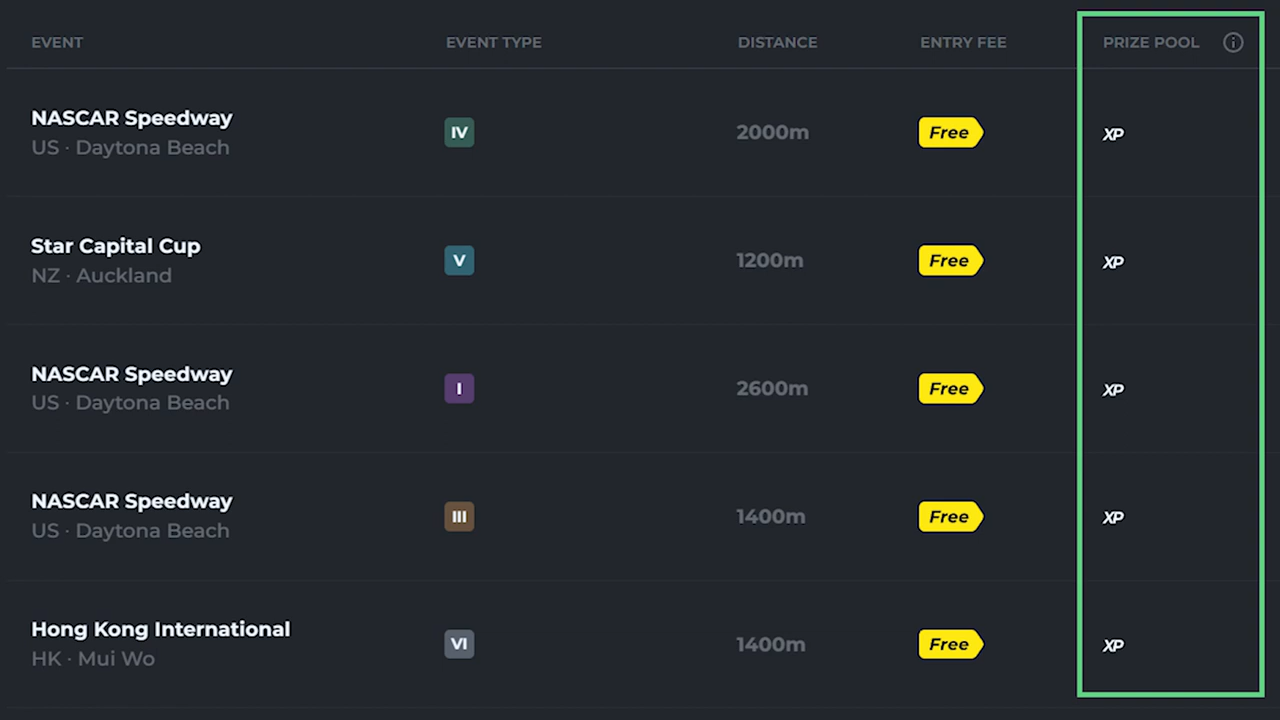 EVENT EVENT TYPE DISTANCE ENTRY FEE PRIZE POOL
NASCAR Speedway
US · Daytona Beach
IV 2000m Free XP
Star Capital Cup
NZ · Auckland
V 1200m Free XP
NASCAR Speedway
US · Daytona Beach
I 2600m Free XP
NASCAR Speedway
US · Daytona Beach
III 1400m Free XP
Hong Kong International
HK · Mui Wo
VI 1400m Free XP